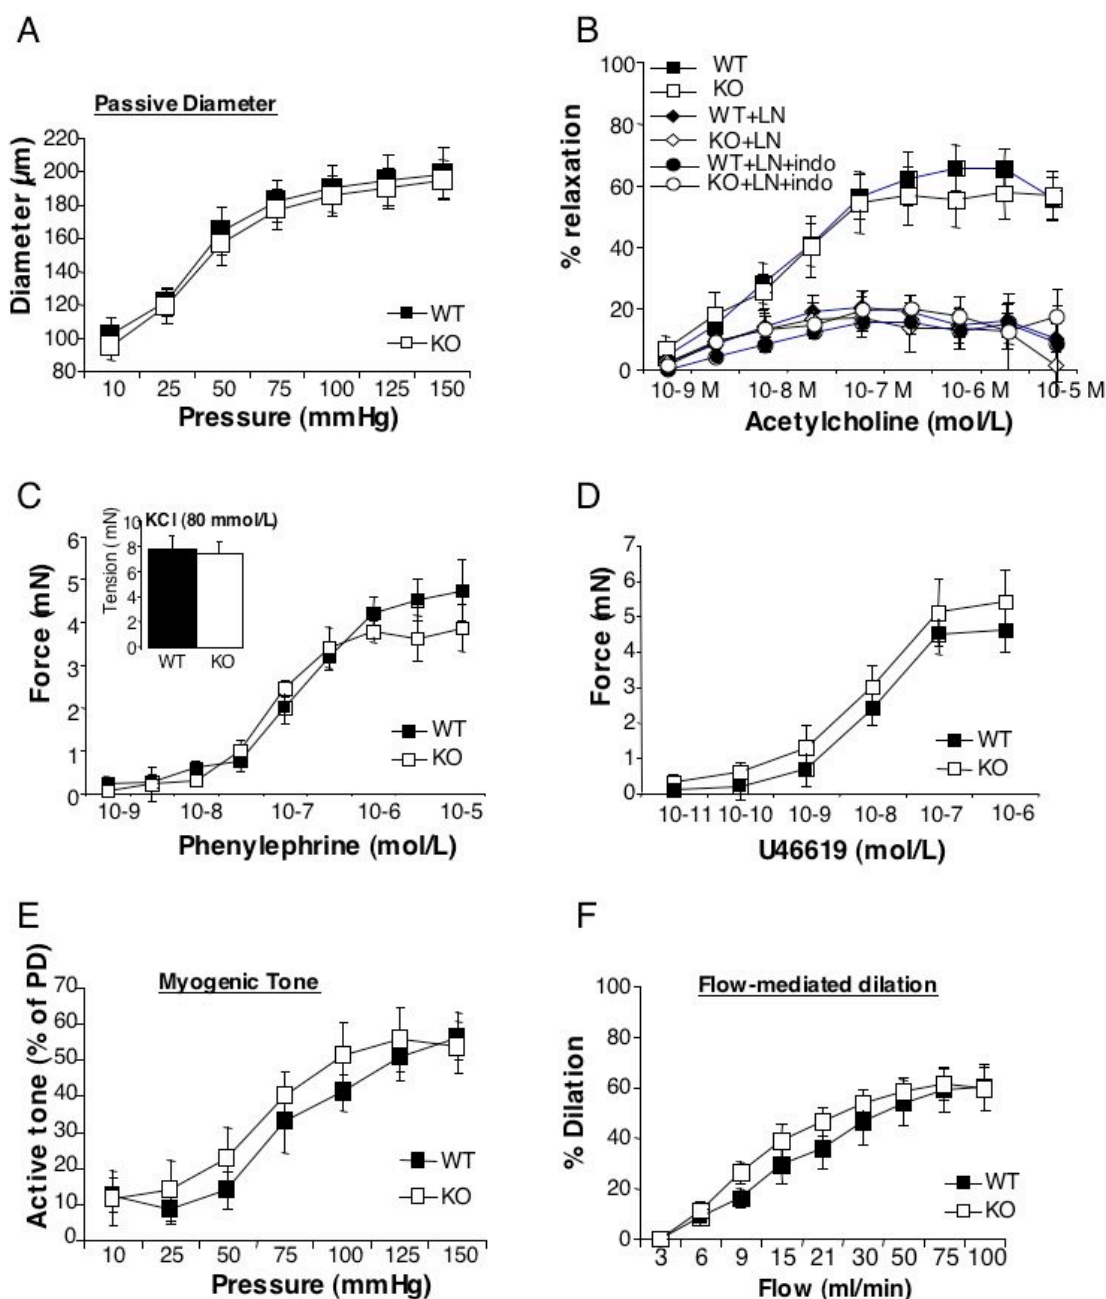 A
Passive Diameter
Diameter µm)
220
200
180
160
140
120
100
80
WT
KO
10 25 50 75 100 125 150
Pressure (mmHg)
B
% relaxation
100
80
60
40
20
0
WT
KO
WT+LN
KO+LN
WT+LN+indo
KO+LN+indo
10-9 M 10-8 M 10-7 M 10-6 M 10-5 M
Acetylcholine (mol/L)
C
Force (mN)
6
5
4
3
2
1
0
KCl (80 mmol/L)
Tension (mN)
10
8
6
4
2
0
WT KO
WT
KO
10-9 10-8 10-7 10-6 10-5
Phenylephrine (mol/L)
D
Force (mN)
7
6
5
4
3
2
1
0
WT
KO
10-11 10-10 10-9 10-8 10-7 10-6
U46619 (mol/L)
E
Myogenic Tone
Active tone (% of PD)
70
60
50
40
30
20
10
0
WT
KO
10 25 50 75 100 125 150
Pressure (mmHg)
F
Flow-mediated dilation
% Dilation
100
80
60
40
20
0
WT
KO
3 6 9 15 21 30 50 75 100
Flow (ml/min)